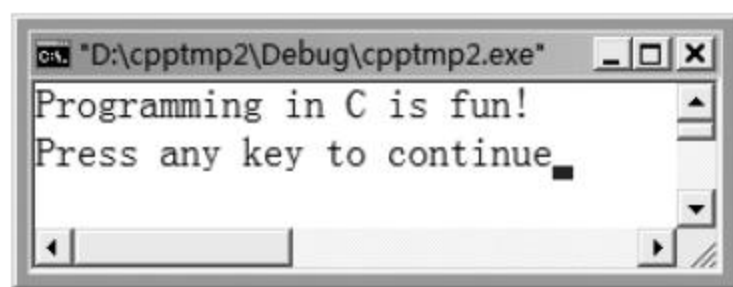 "D:\cpptmp2\Debug\cpptmp2.exe"
Programming in C is fun!
Press any key to continue